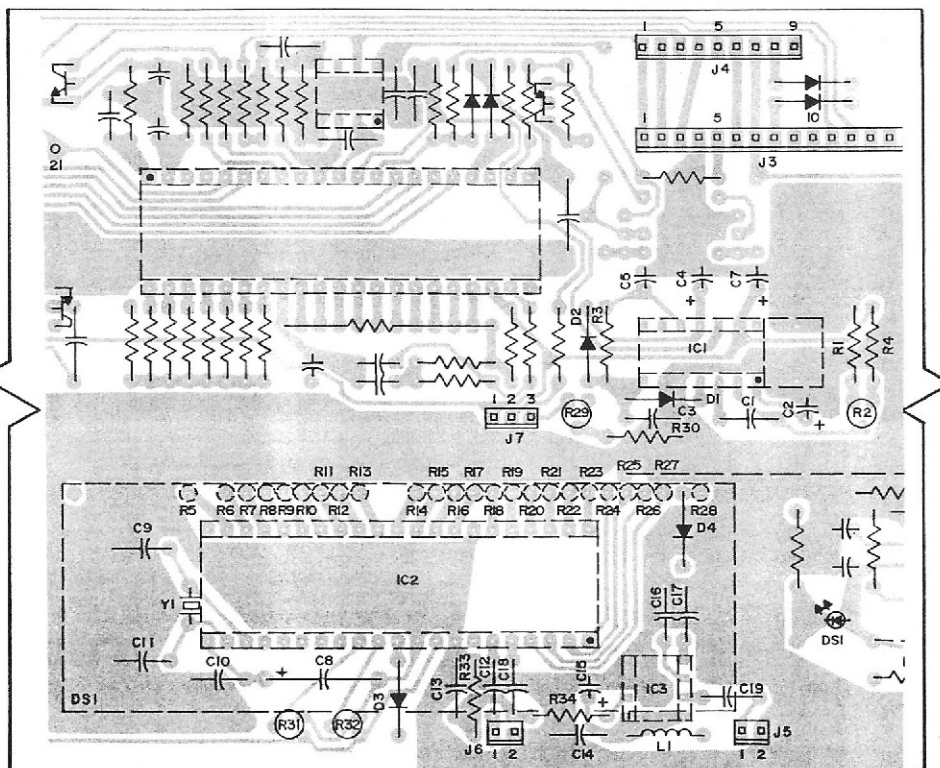 1 5 9
J4
10
1 5
J3
21
C5 C4 C7
+ +
D2 R3
IC1
R1 R4
D1
1 2 3
J7
R29
C3
R30
C1
C2
+
R2
R11 R13 R15 R17 R19 R21 R23 R25 R27
R5 R6 R7 R8 R9 R10 R12 R14 R16 R18 R20 R22 R24 R26 R28
C9
D4
IC2
Y1
C16 C17
C11
C10
+
C8
DS1
D3
C13 R33 C12 C18
R34
C15
+
IC3
C19
DS1
R31 R32
J6
1 2
C14
L1
J5
1 2